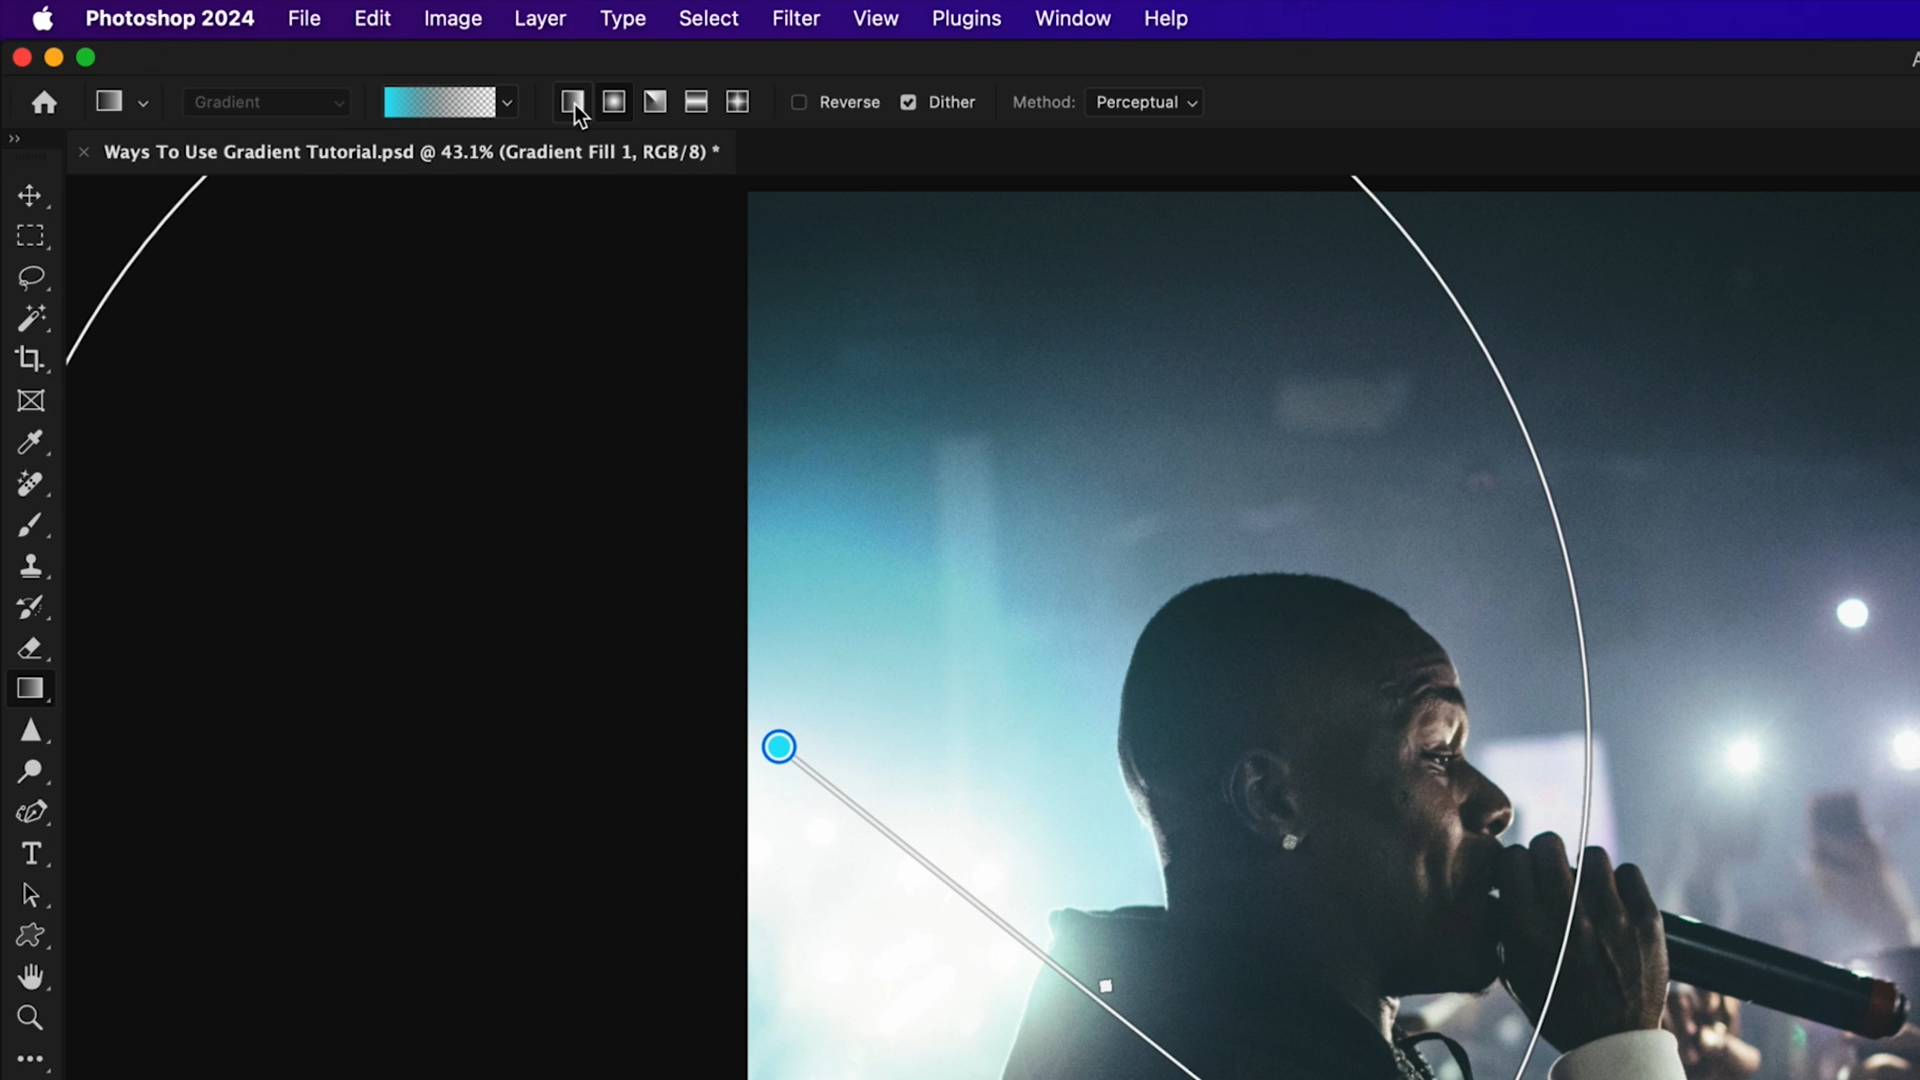 Photoshop 2024 File Edit Image Layer Type Select Filter View Plugins Window Help
Gradient Reverse Dither Method: Perceptual
Ways To Use Gradient Tutorial.psd @ 43.1% (Gradient Fill 1, RGB/8) *